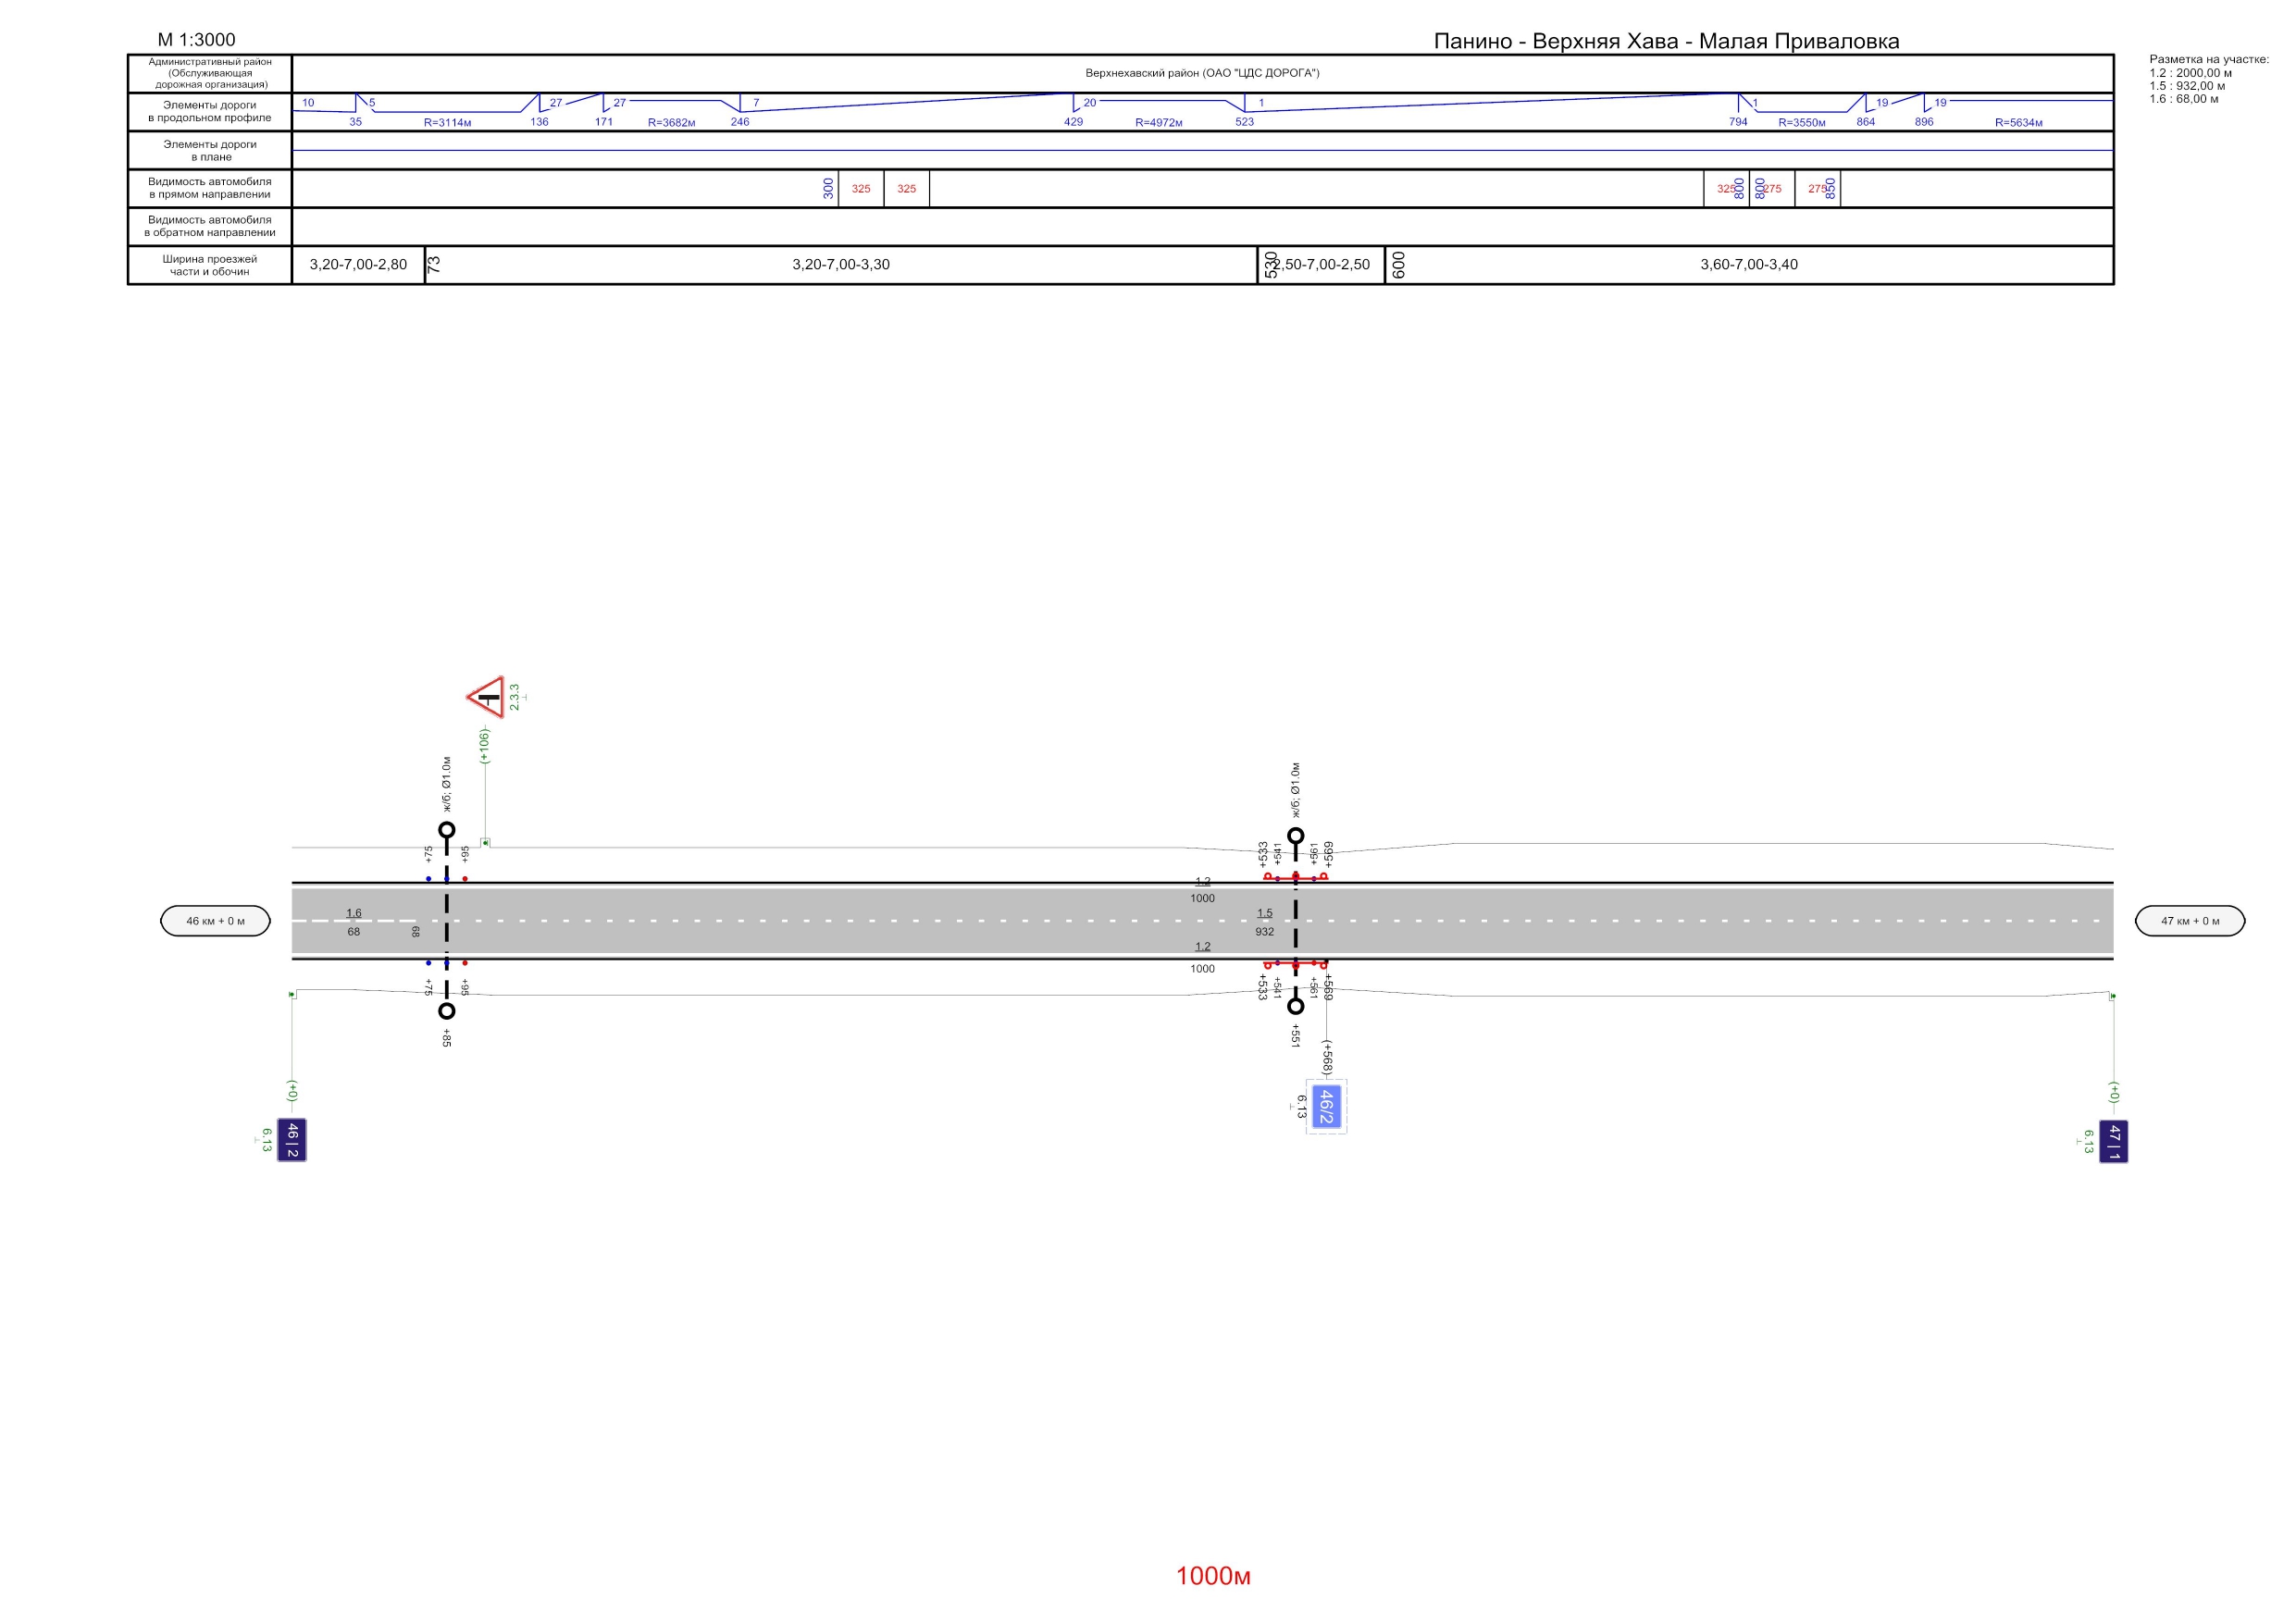 М 1:3000
Панино - Верхняя Хава - Малая Приваловка
Разметка на участке:
1.2 : 2000,00 м
1.5 : 932,00 м
1.6 : 68,00 м
Административный район
(Обслуживающая
дорожная организация)
Верхнехавский район (ОАО "ЦДС ДОРОГА")
Элементы дороги
в продольном профиле
10 5 27 27 7 20 1 1 19 19
35 R=3114м 136 171 R=3682м 246 429 R=4972м 523 794 R=3550м 864 896 R=5634м
Элементы дороги
в плане
Видимость автомобиля
в прямом направлении
300 325 325 325 800 800 275 275 850
Видимость автомобиля
в обратном направлении
Ширина проезжей
части и обочин
3,20-7,00-2,80 73 3,20-7,00-3,30 530 2,50-7,00-2,50 600 3,60-7,00-3,40
2.3.3
(+106)
ж/б; Ø1.0м
ж/б; Ø1.0м
+75 +95
+533 +541 +561 +569
1.2
1000
46 км + 0 м
1.6
68
68
1.5
932
47 км + 0 м
1.2
1000
+75 +95
+533 +541 +561 +569
+85
+551
(+568)
(+0)
(+0)
6.13
46/2
6.13
46 | 2
6.13
47 | 1
1000м